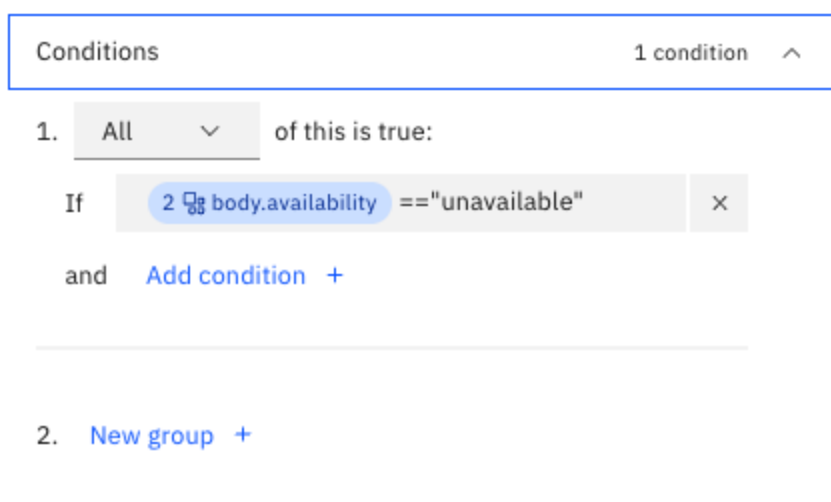 Conditions 1 condition
1. All of this is true:
If 2 body.availability =="unavailable"
and Add condition +
2. New group +